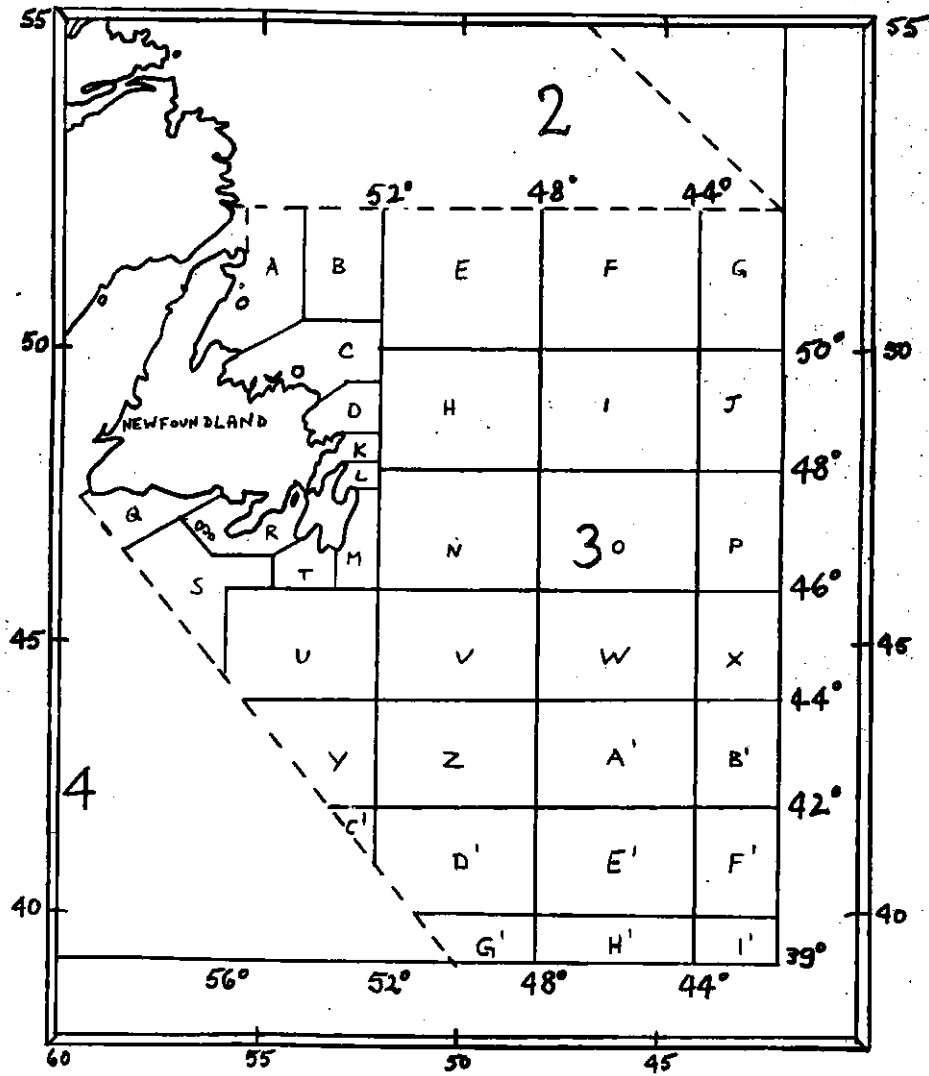 55 55
2
52° 48° 44°
A B E F G
50 C 50° 50
D H I J
NEWFOUNDLAND
K 48°
L
Q R M N 3 O P
S T 46°
45 U V W X 45
44°
4 Y Z A' B'
42°
C' D' E' F'
40 40
G' H' I' 39°
56° 52° 48° 44°
60 55 50 45